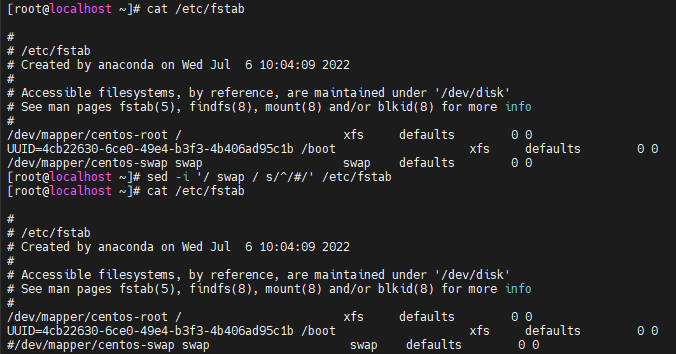 [root@localhost ~]# cat /etc/fstab

#
# /etc/fstab
# Created by anaconda on Wed Jul  6 10:04:09 2022
#
# Accessible filesystems, by reference, are maintained under '/dev/disk'
# See man pages fstab(5), findfs(8), mount(8) and/or blkid(8) for more info
#
/dev/mapper/centos-root /                       xfs     defaults        0 0
UUID=4cb22630-6ce0-49e4-b3f3-4b406ad95c1b /boot                   xfs     defaults        0 0
/dev/mapper/centos-swap swap                    swap    defaults        0 0
[root@localhost ~]# sed -i '/ swap / s/^/#/' /etc/fstab
[root@localhost ~]# cat /etc/fstab

#
# /etc/fstab
# Created by anaconda on Wed Jul  6 10:04:09 2022
#
# Accessible filesystems, by reference, are maintained under '/dev/disk'
# See man pages fstab(5), findfs(8), mount(8) and/or blkid(8) for more info
#
/dev/mapper/centos-root /                       xfs     defaults        0 0
UUID=4cb22630-6ce0-49e4-b3f3-4b406ad95c1b /boot                   xfs     defaults        0 0
#/dev/mapper/centos-swap swap                    swap    defaults        0 0